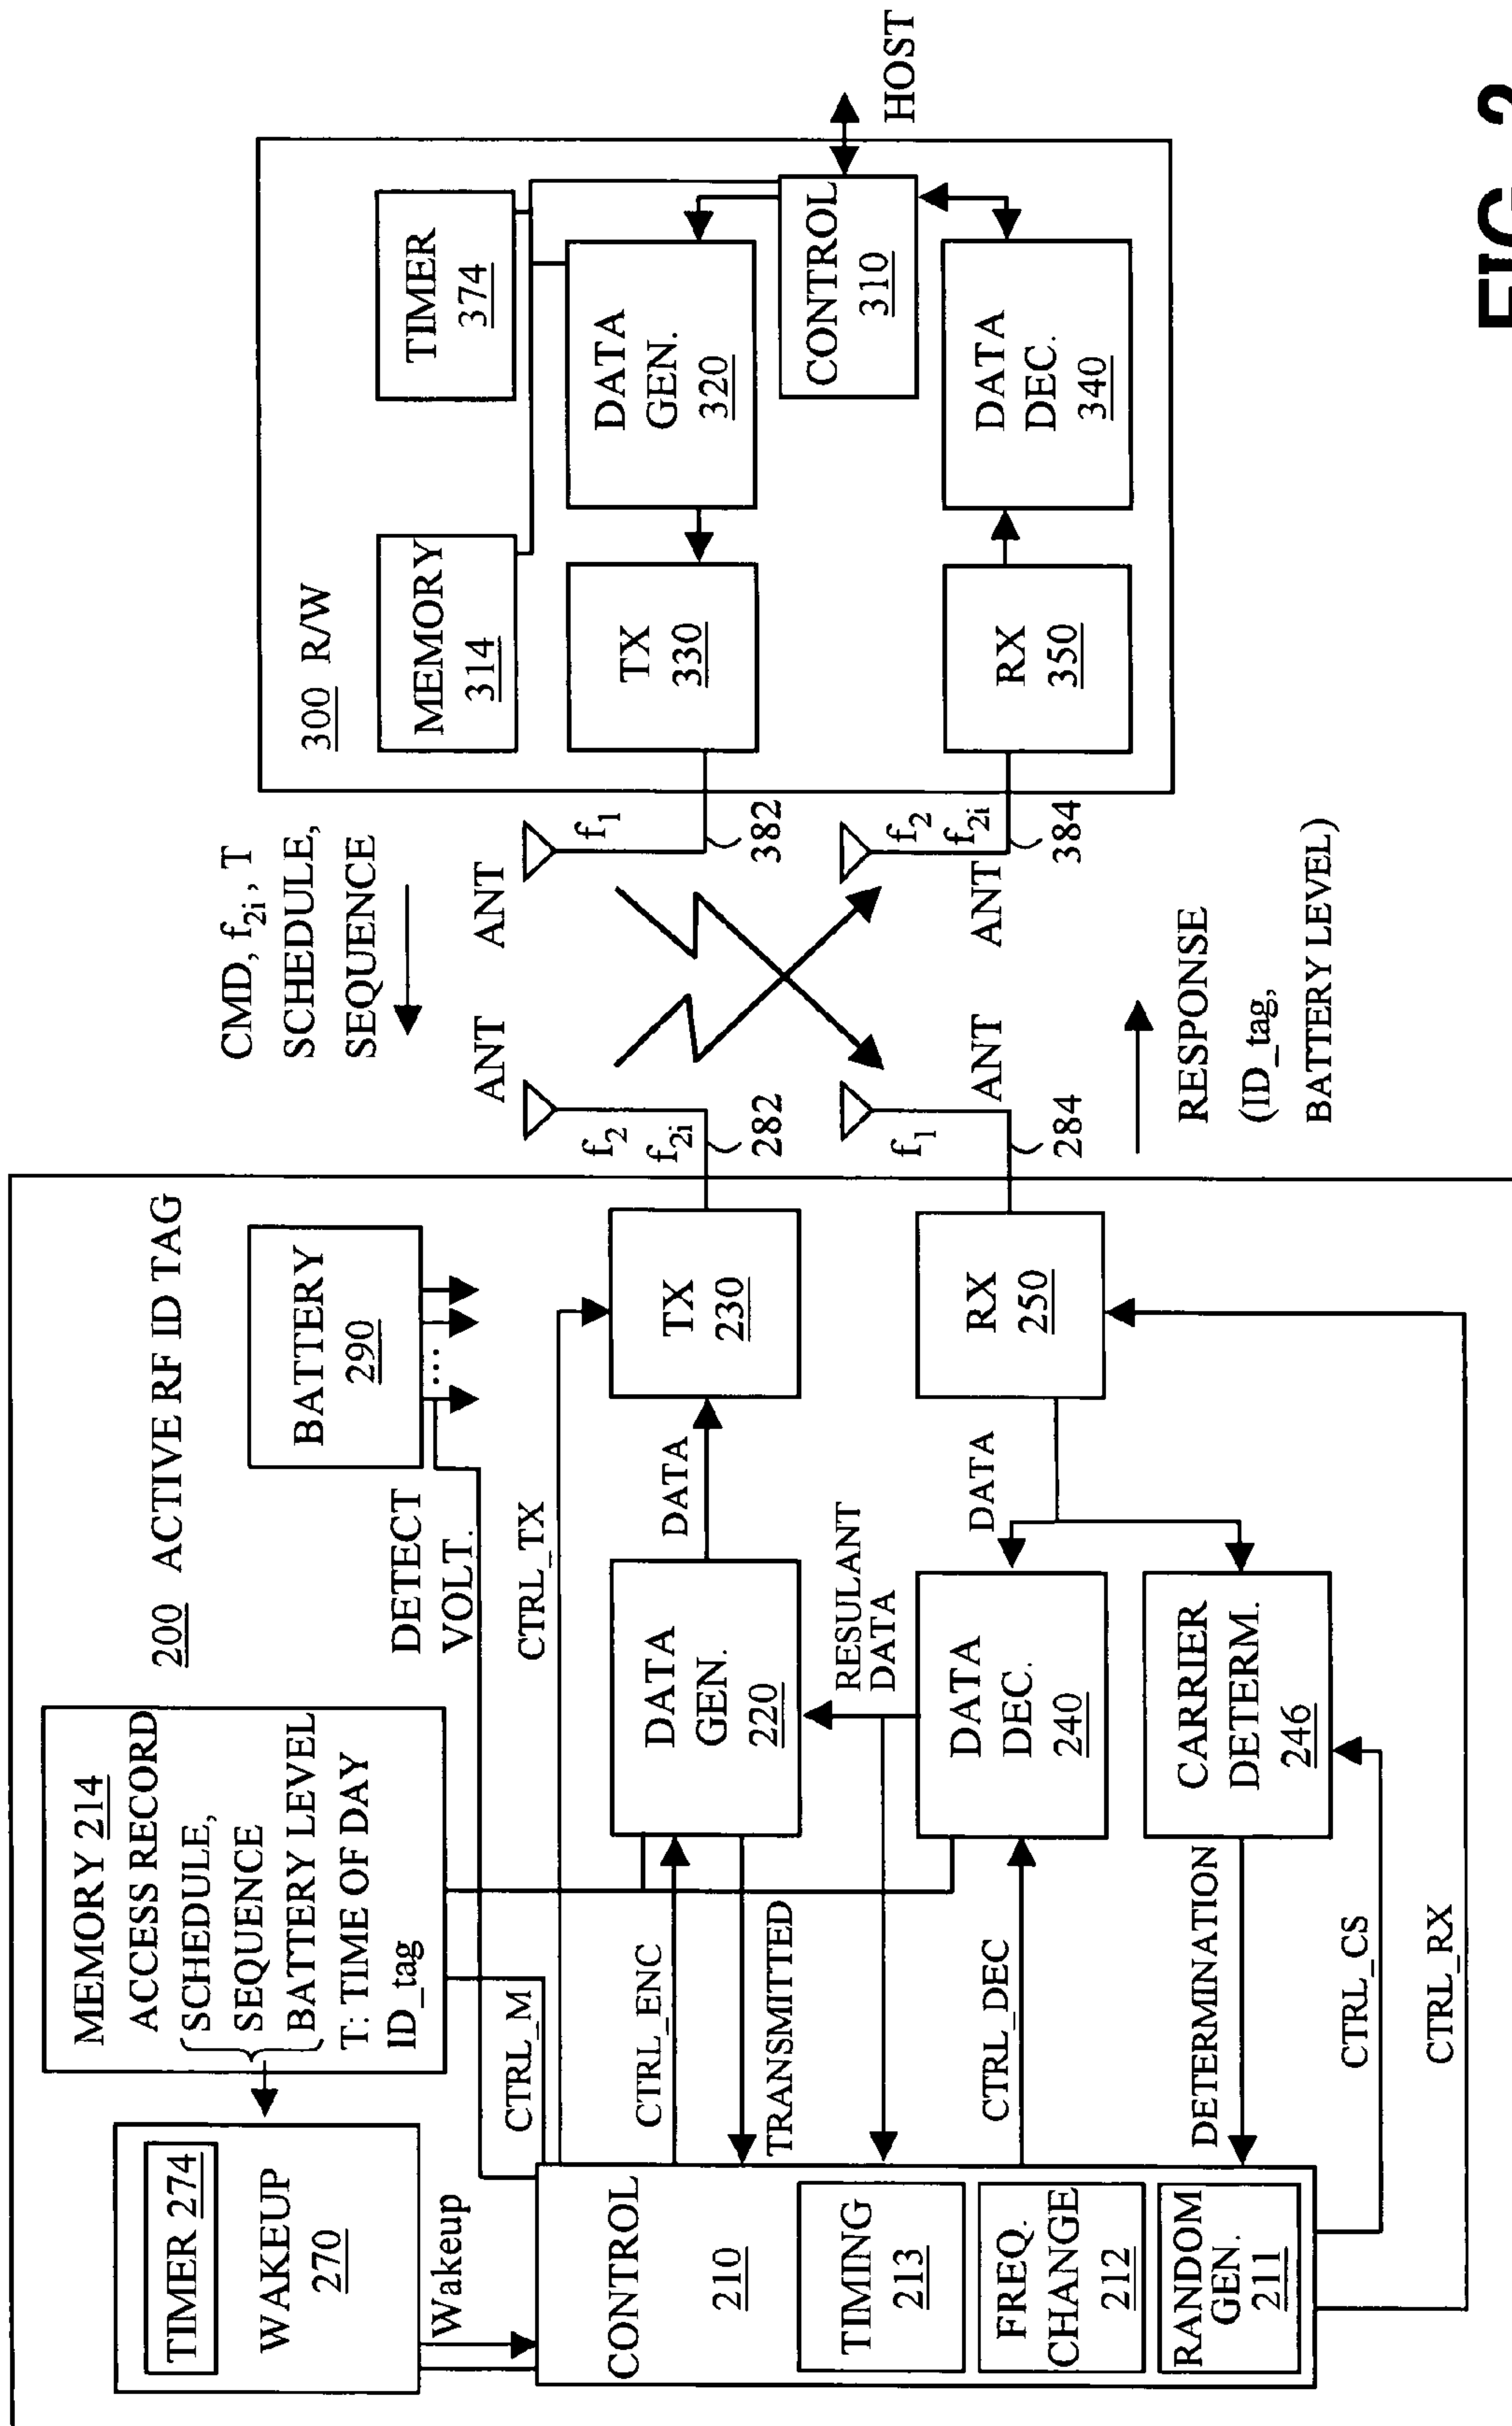 200 ACTIVE RF ID TAG
TIMER 274
WAKEUP
270
Wakeup
MEMORY 214
ACCESS RECORD
SCHEDULE,
SEQUENCE
BATTERY LEVEL
T: TIME OF DAY
ID_tag
BATTERY
290
...
DETECT
VOLT.
CTRL_M
CTRL_TX
CONTROL
210
TIMING
213
FREQ.
CHANGE
212
RANDOM
GEN.
211
CTRL_ENC
TRANSMITTED
CTRL_DEC
DETERMINATION
CTRL_CS
CTRL_RX
DATA
GEN.
220
RESULANT
DATA
DATA
DEC.
240
CARRIER
DETERM.
246
DATA
DATA
TX
230
RX
250
f2
f2i
282
ANT
f1
284
ANT
CMD, f2i, T
SCHEDULE,
SEQUENCE
RESPONSE
(ID_tag,
BATTERY LEVEL)
ANT
f1
382
ANT
f2
f2i
384
300 R/W
MEMORY
314
TIMER
374
TX
330
DATA
GEN.
320
CONTROL
310
RX
350
DATA
DEC.
340
HOST